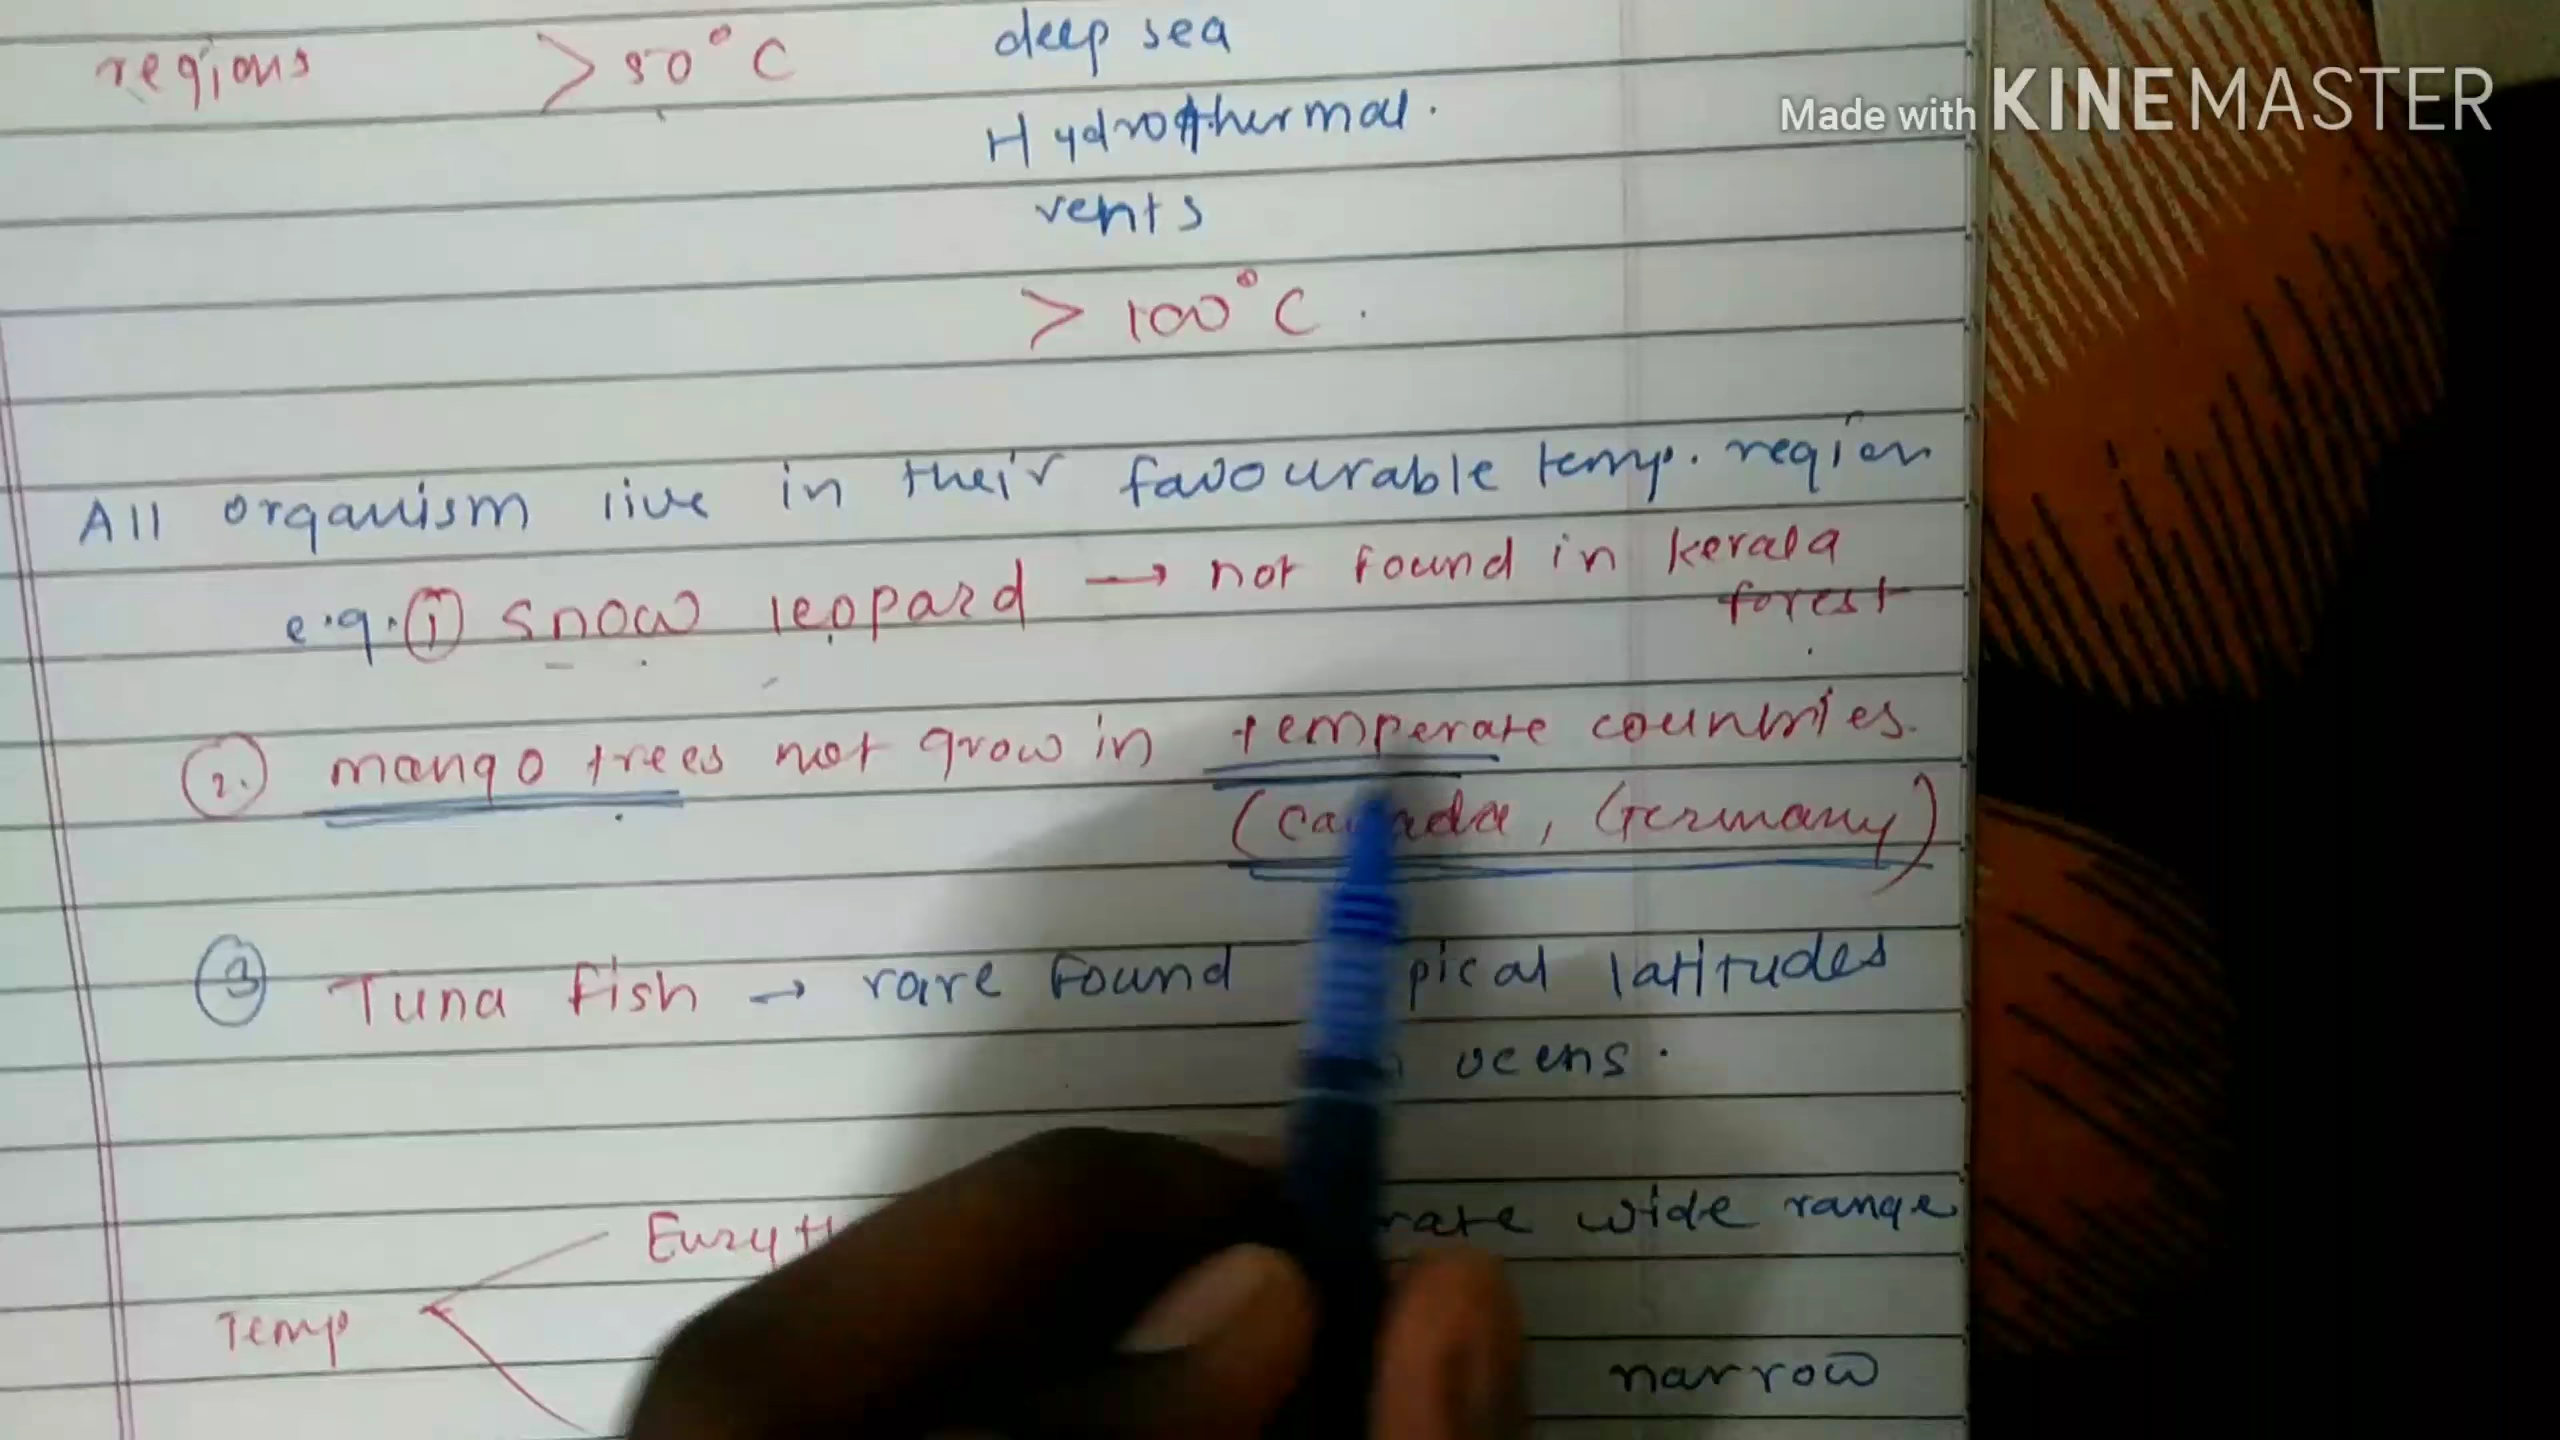 Made with KINEMASTER
regions > 50°C deep sea
Hydrothermal.
vents
> 100°C.
All organism live in their favourable temp. region
e.g. ① snow leopard → not found in kerala
forest
② mango trees not grow in temperate countries.
(Canada, Germany)
③ Tuna fish → rare found pical latitudes
ocens.
wide range
Temp
narrow